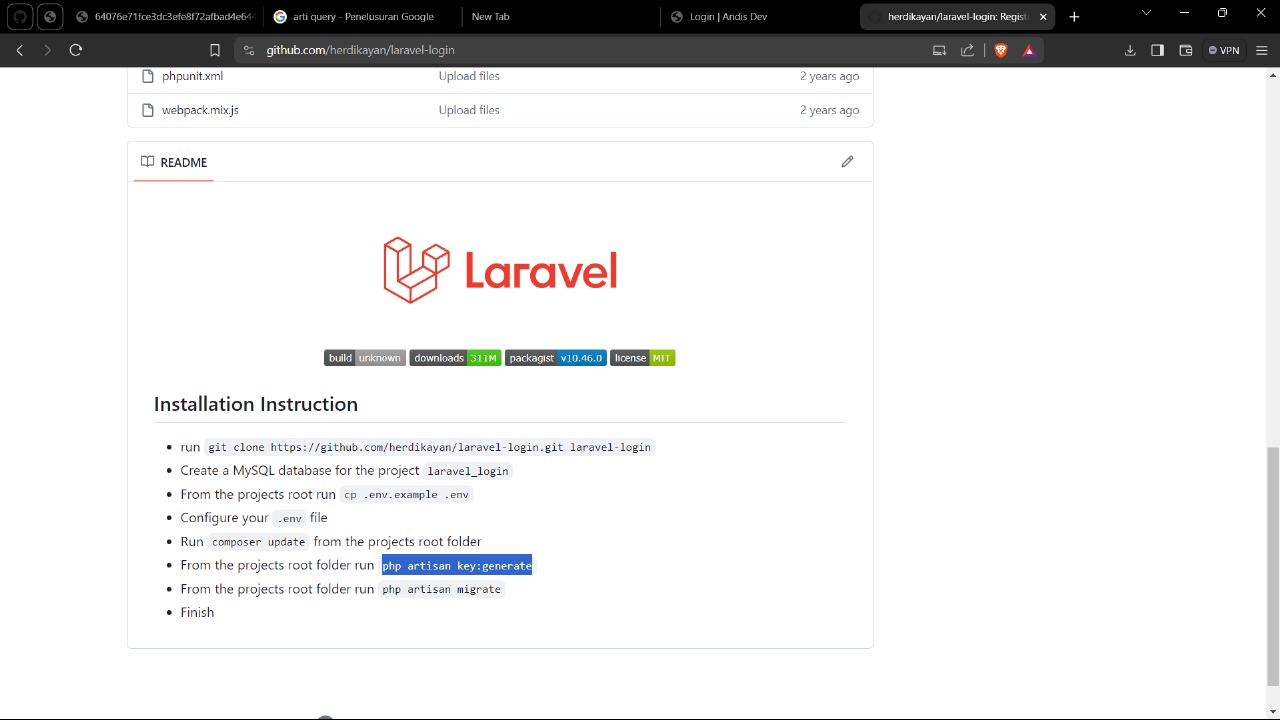 64076e71fce3dc3efe8f72afbad4e64
arti query - Penelusuran Google
New Tab
Login | Andis Dev
herdikayan/laravel-login: Regist
github.com/herdikayan/laravel-login
VPN
phpunit.xml Upload files 2 years ago
webpack.mix.js Upload files 2 years ago
README
Laravel
build unknown downloads 311M packagist v10.46.0 license MIT
Installation Instruction
• run git clone https://github.com/herdikayan/laravel-login.git laravel-login
• Create a MySQL database for the project laravel_login
• From the projects root run cp .env.example .env
• Configure your .env file
• Run composer update from the projects root folder
• From the projects root folder run php artisan key:generate
• From the projects root folder run php artisan migrate
• Finish